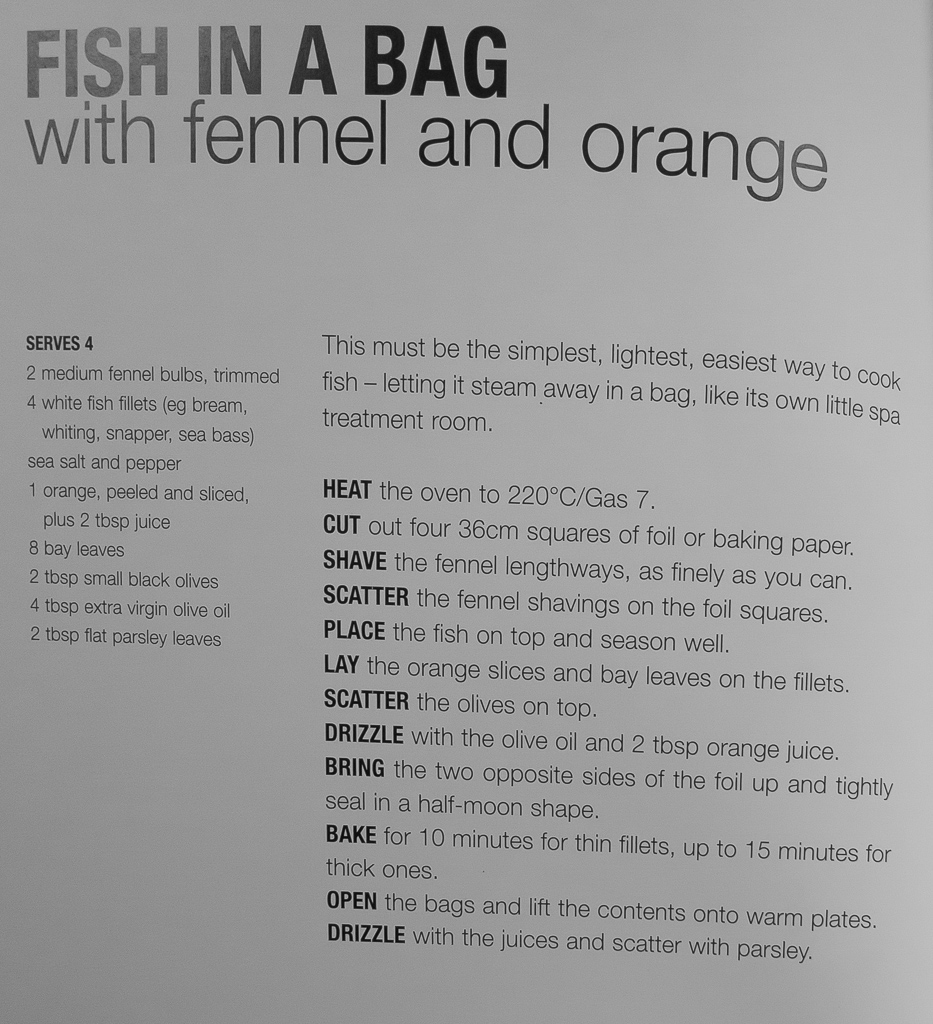 FISH IN A BAG
with fennel and orange
SERVES 4
2 medium fennel bulbs, trimmed
4 white fish fillets (eg bream,
whiting, snapper, sea bass)
sea salt and pepper
1 orange, peeled and sliced,
plus 2 tbsp juice
8 bay leaves
2 tbsp small black olives
4 tbsp extra virgin olive oil
2 tbsp flat parsley leaves
This must be the simplest, lightest, easiest way to cook
fish – letting it steam away in a bag, like its own little spa
treatment room.
HEAT the oven to 220°C/Gas 7.
CUT out four 36cm squares of foil or baking paper.
SHAVE the fennel lengthways, as finely as you can.
SCATTER the fennel shavings on the foil squares.
PLACE the fish on top and season well.
LAY the orange slices and bay leaves on the fillets.
SCATTER the olives on top.
DRIZZLE with the olive oil and 2 tbsp orange juice.
BRING the two opposite sides of the foil up and tightly
seal in a half-moon shape.
BAKE for 10 minutes for thin fillets, up to 15 minutes for
thick ones.
OPEN the bags and lift the contents onto warm plates.
DRIZZLE with the juices and scatter with parsley.